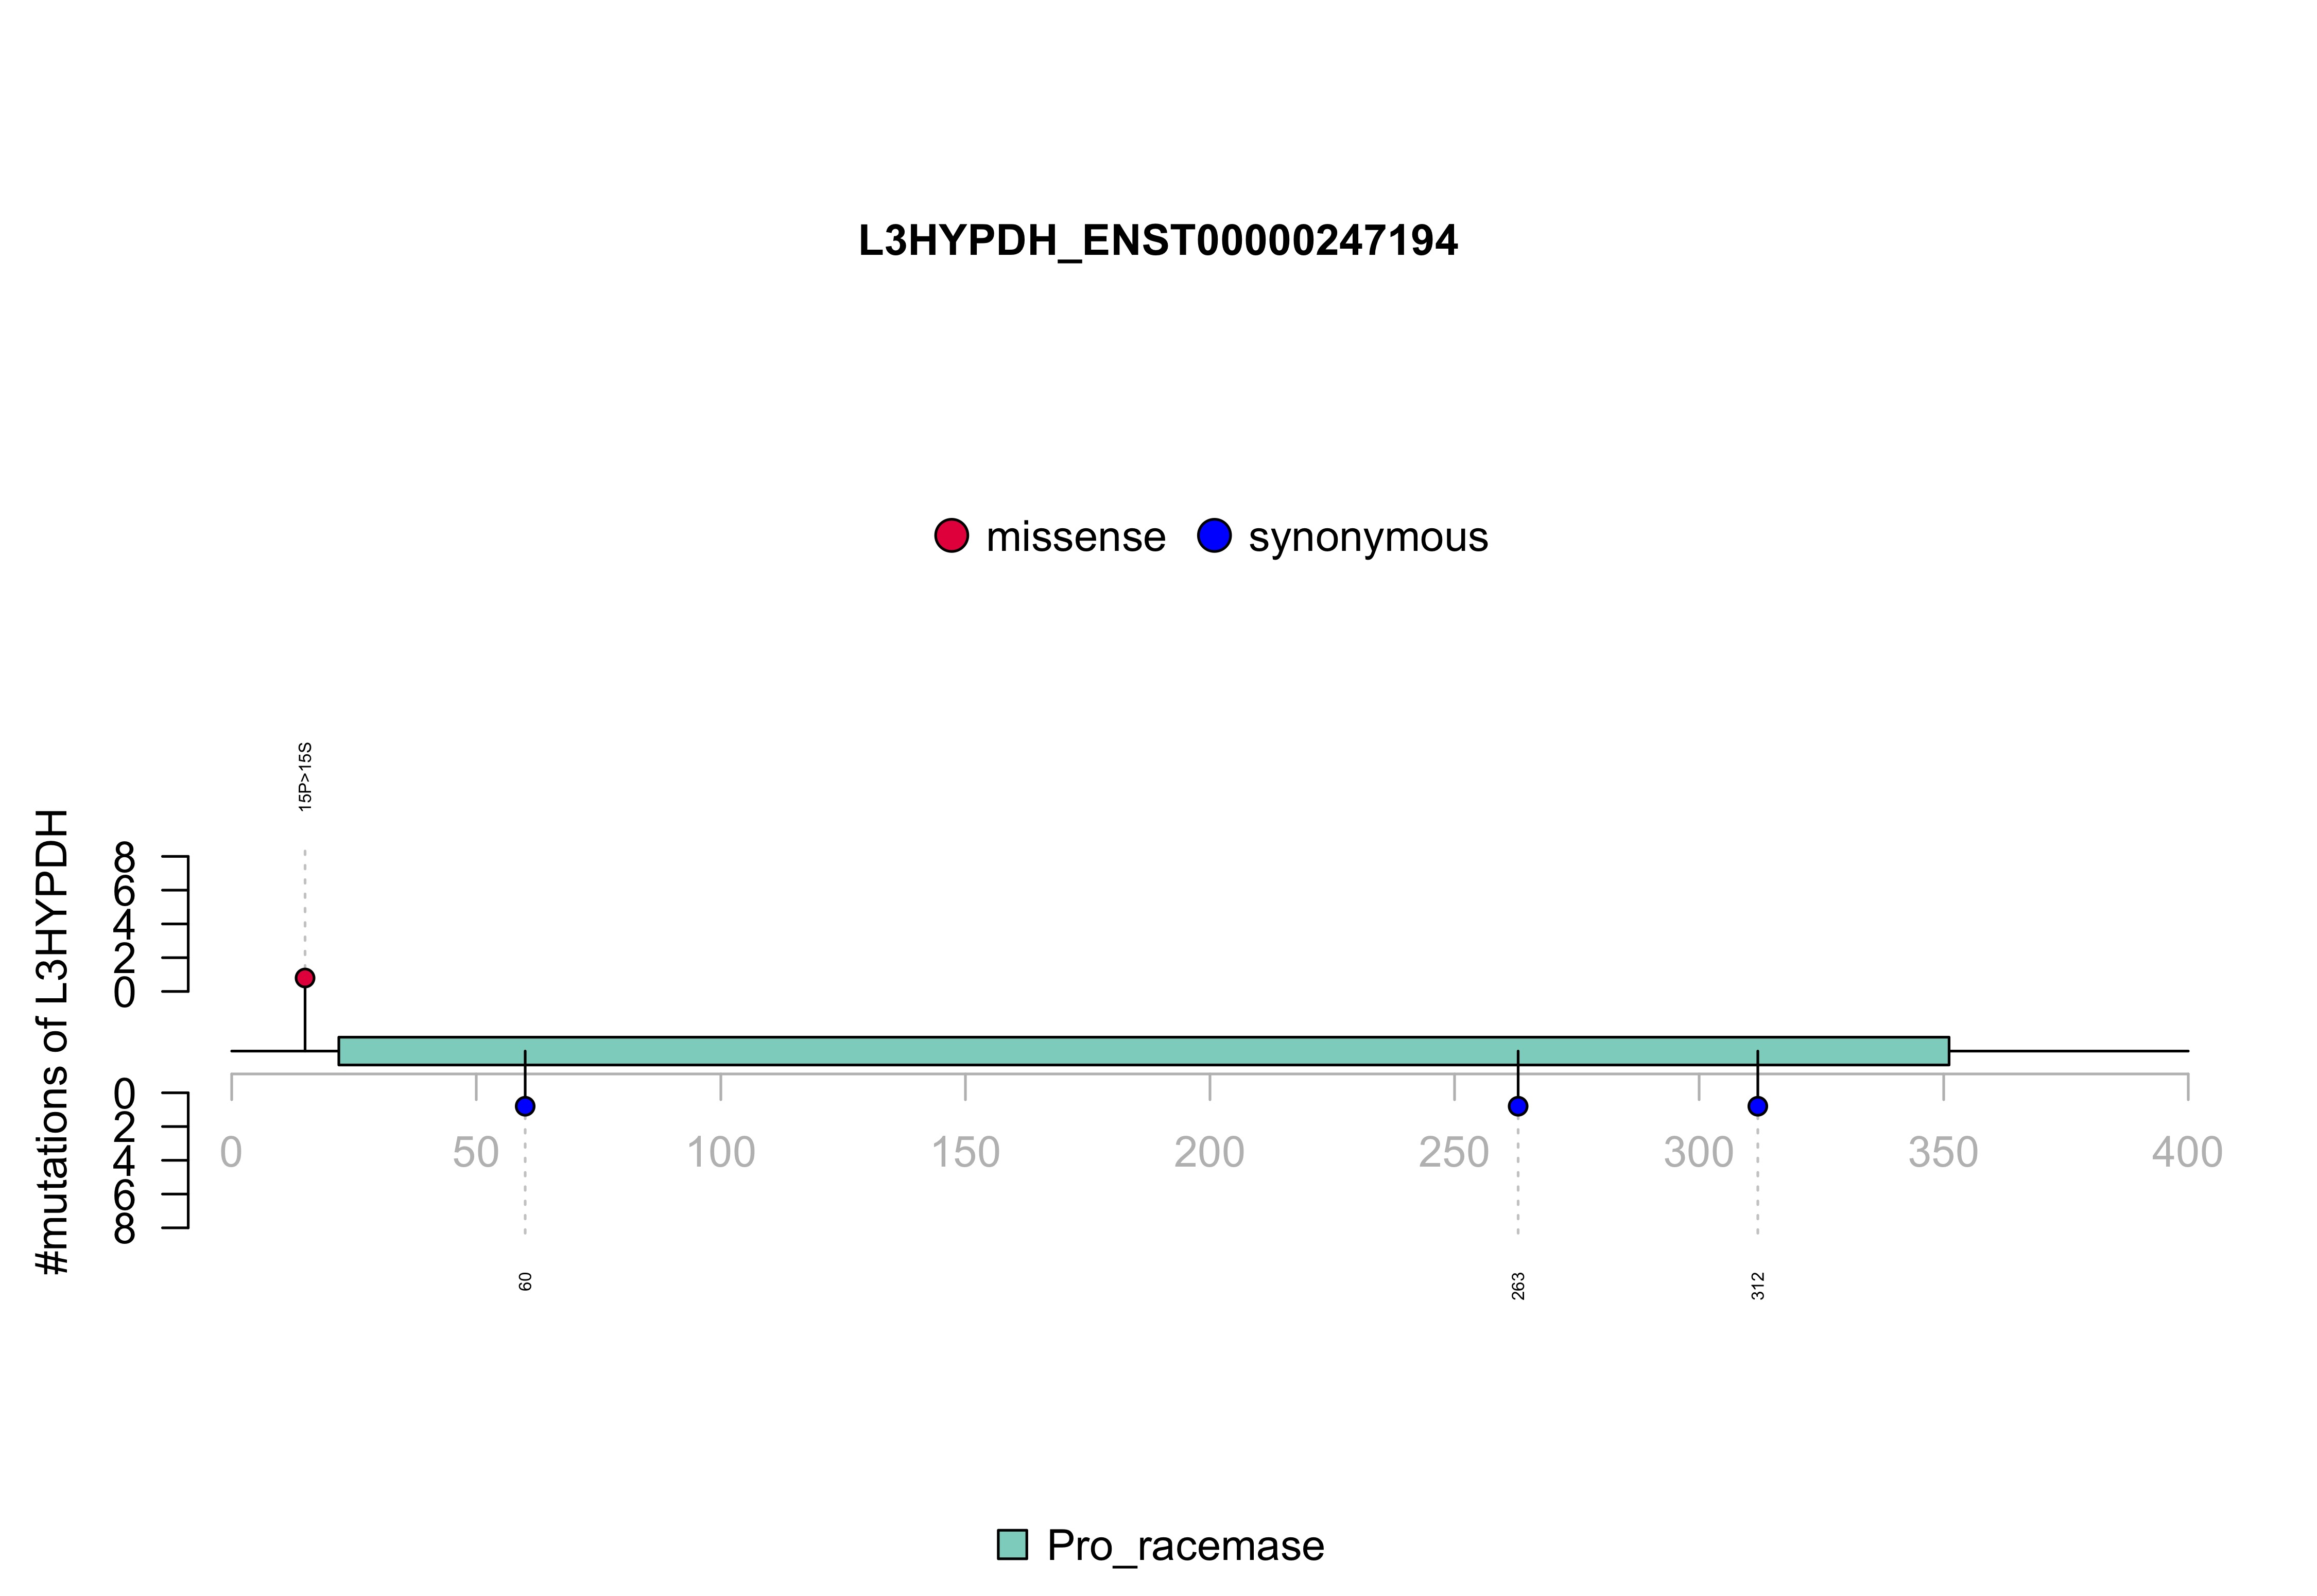 L3HYPDH_ENST00000247194
missense synonymous
15P>15S
#mutations of L3HYPDH
8
6
4
2
0
0
2
4
6
8
0 50 100 150 200 250 300 350 400
60 263 312
Pro_racemase